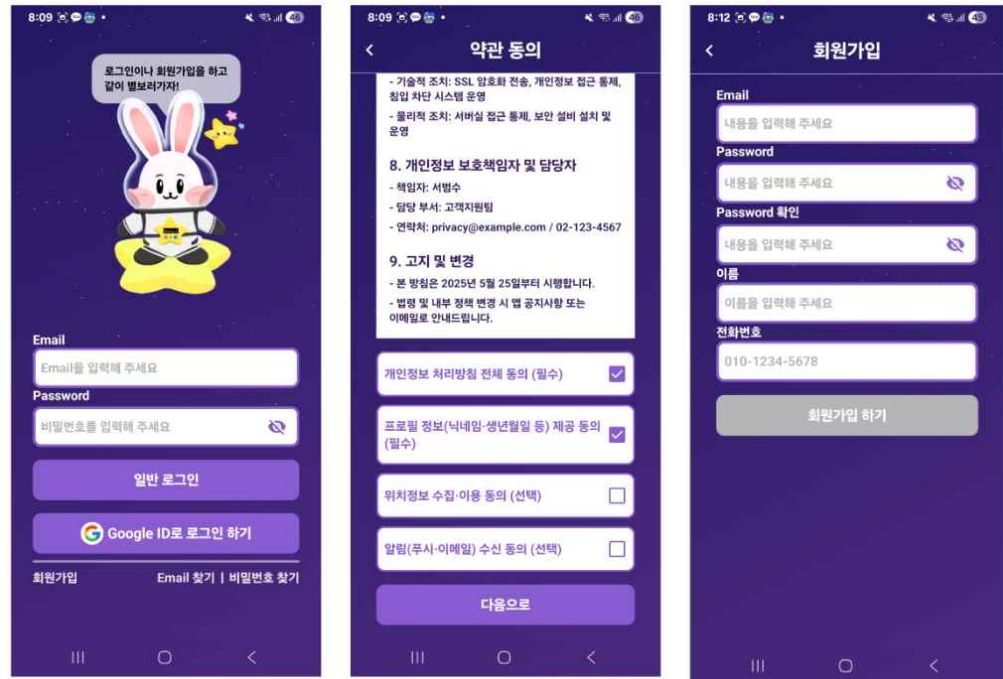 8:09
46
로그인이나 회원가입을 하고
같이 별보러가자!
Email
Email을 입력해 주세요
Password
비밀번호를 입력해 주세요
일반 로그인
Google ID로 로그인 하기
회원가입
Email 찾기 | 비밀번호 찾기
8:09
46
약관 동의
- 기술적 조치: SSL 암호화 전송, 개인정보 접근 통제,
침입 차단 시스템 운영
- 물리적 조치: 서버실 접근 통제, 보안 설비 설치 및
운영
8. 개인정보 보호책임자 및 담당자
- 책임자: 서범수
- 담당 부서: 고객지원팀
- 연락처: privacy@example.com / 02-123-4567
9. 고지 및 변경
- 본 방침은 2025년 5월 25일부터 시행합니다.
- 법령 및 내부 정책 변경 시 앱 공지사항 또는
이메일로 안내드립니다.
개인정보 처리방침 전체 동의 (필수)
프로필 정보(닉네임·생년월일 등) 제공 동의
(필수)
위치정보 수집·이용 동의 (선택)
알림(푸시·이메일) 수신 동의 (선택)
다음으로
8:12
45
회원가입
Email
내용을 입력해 주세요
Password
내용을 입력해 주세요
Password 확인
내용을 입력해 주세요
이름
이름을 입력해 주세요
전화번호
010-1234-5678
회원가입 하기